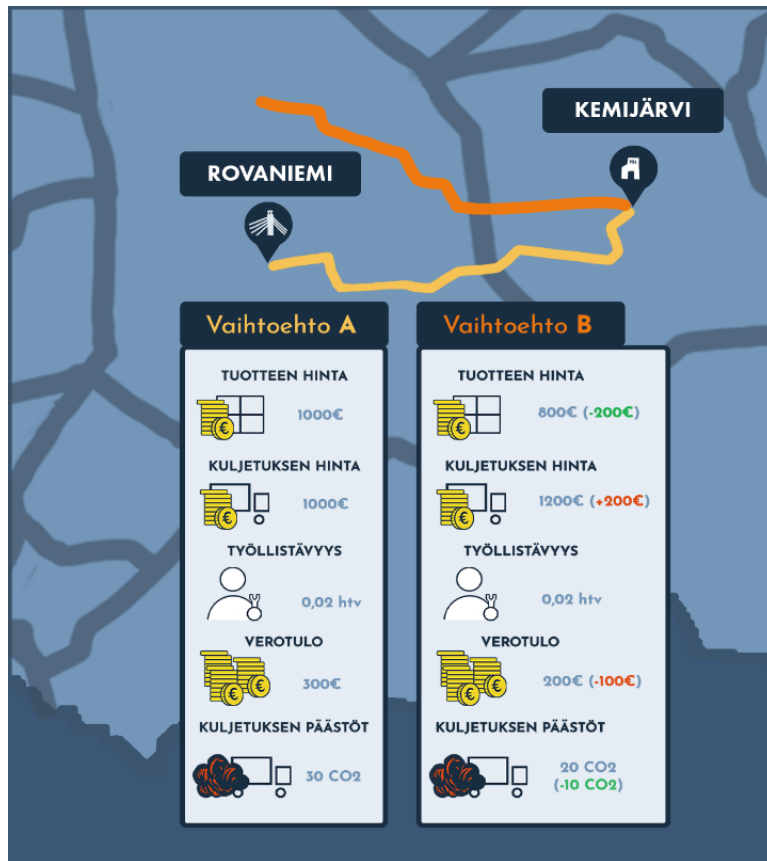 KEMIJÄRVI
ROVANIEMI
Vaihtoehto A
TUOTTEEN HINTA
1000€
KULJETUKSEN HINTA
1000€
TYÖLLISTÄVYYS
0,02 htv
VEROTULO
300€
KULJETUKSEN PÄÄSTÖT
30 CO2
Vaihtoehto B
TUOTTEEN HINTA
800€ (-200€)
KULJETUKSEN HINTA
1200€ (+200€)
TYÖLLISTÄVYYS
0,02 htv
VEROTULO
200€ (-100€)
KULJETUKSEN PÄÄSTÖT
20 CO2
(-10 CO2)